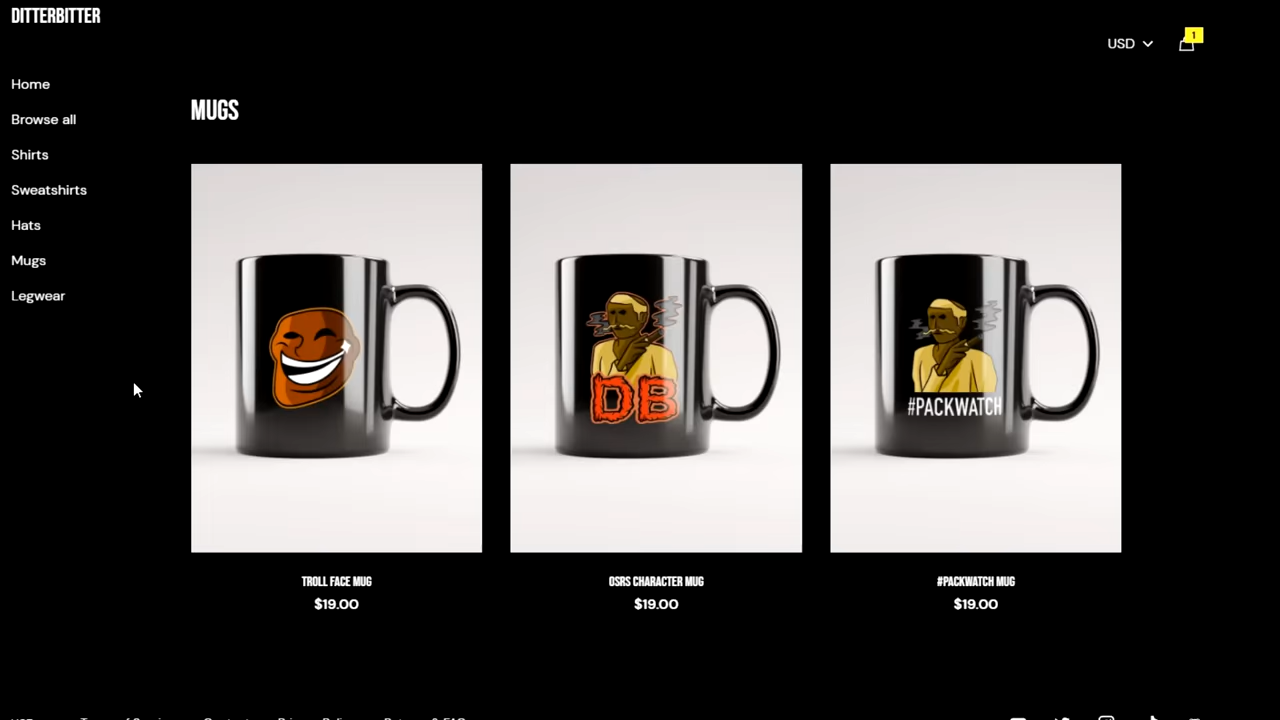 DITTERBITTER
USD
1
Home
Browse all
Shirts
Sweatshirts
Hats
Mugs
Legwear
MUGS
DB
#PACKWATCH
TROLL FACE MUG
$19.00
OSRS CHARACTER MUG
$19.00
#PACKWATCH MUG
$19.00